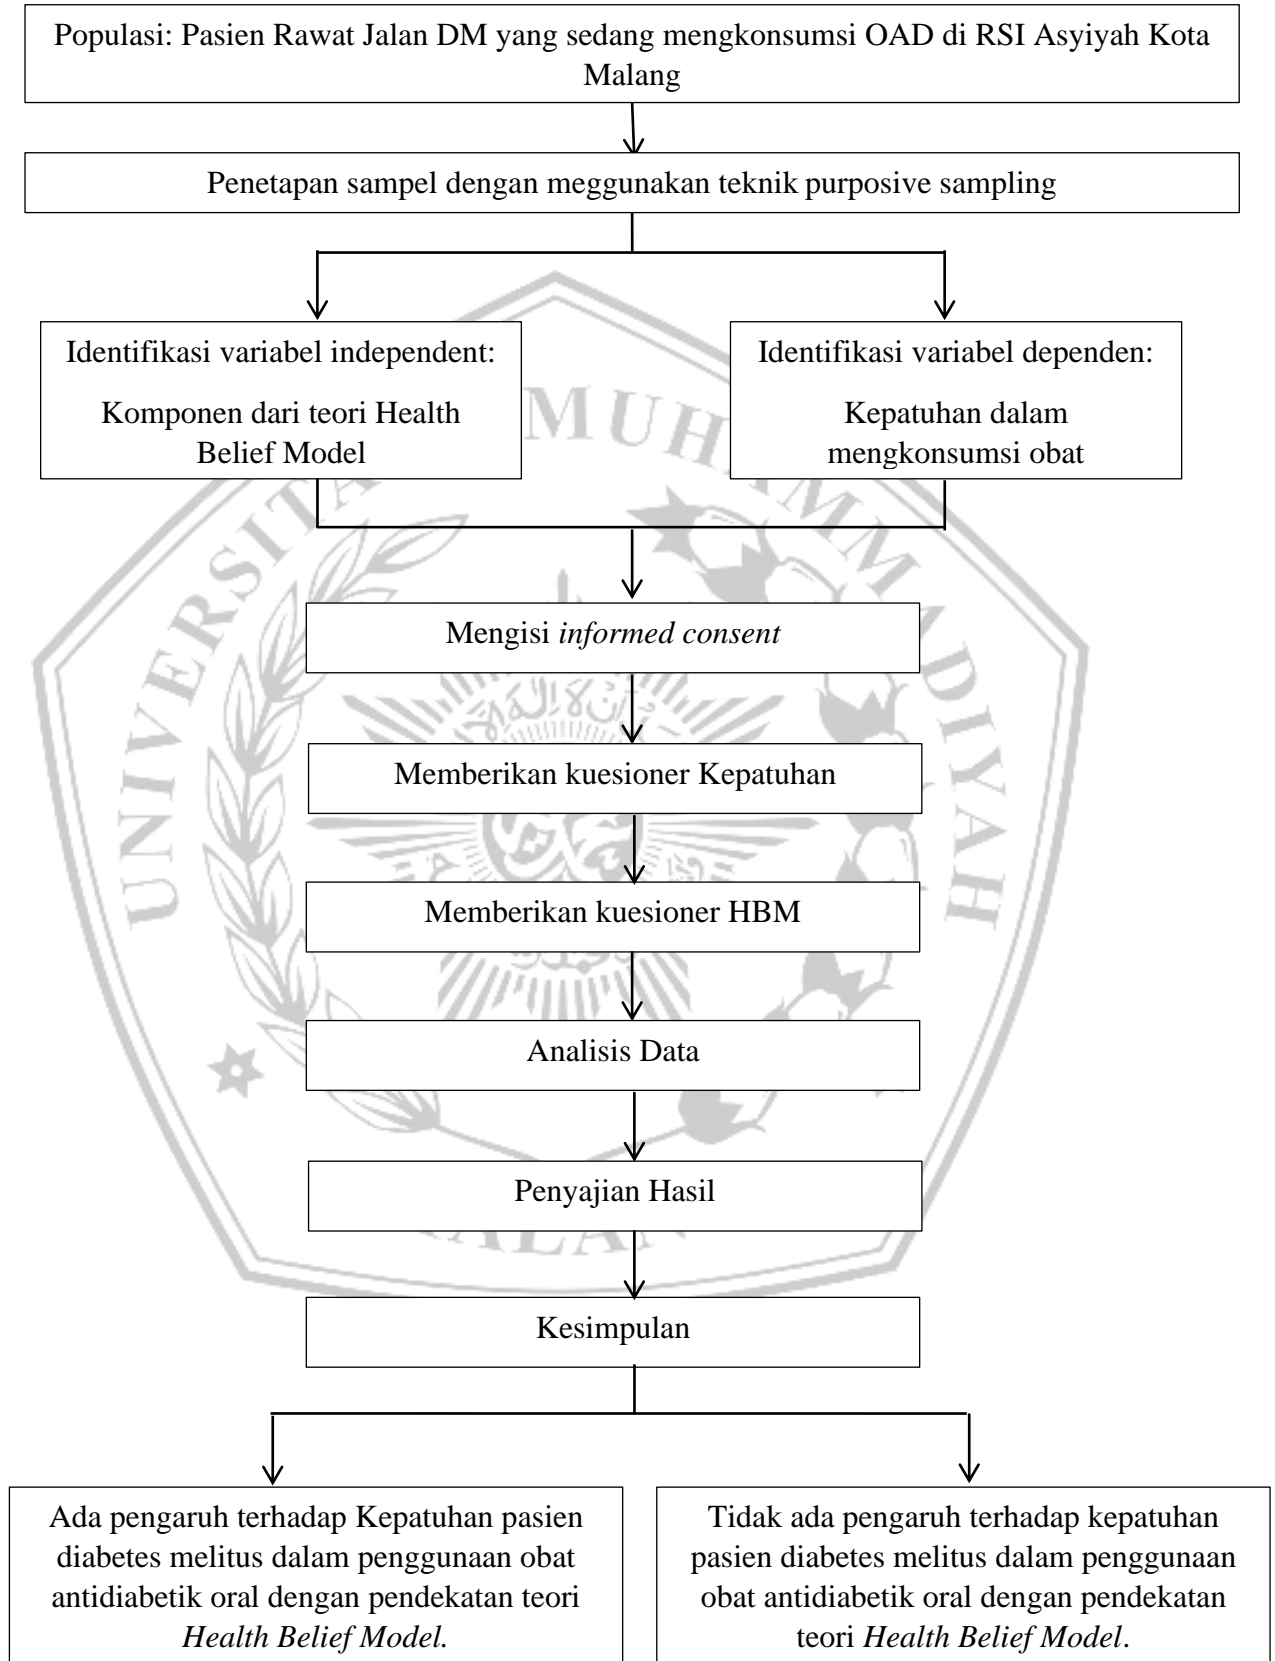 Populasi: Pasien Rawat Jalan DM yang sedang mengkonsumsi OAD di RSI Asyiyah Kota
Malang
Penetapan sampel dengan meggunakan teknik purposive sampling
Identifikasi variabel independent:
Komponen dari teori Health
Belief Model
Identifikasi variabel dependen:
Kepatuhan dalam
mengkonsumsi obat
Mengisi informed consent
Memberikan kuesioner Kepatuhan
Memberikan kuesioner HBM
Analisis Data
Penyajian Hasil
Kesimpulan
Ada pengaruh terhadap Kepatuhan pasien
diabetes melitus dalam penggunaan obat
antidiabetik oral dengan pendekatan teori
Health Belief Model.
Tidak ada pengaruh terhadap kepatuhan
pasien diabetes melitus dalam penggunaan
obat antidiabetik oral dengan pendekatan
teori Health Belief Model.